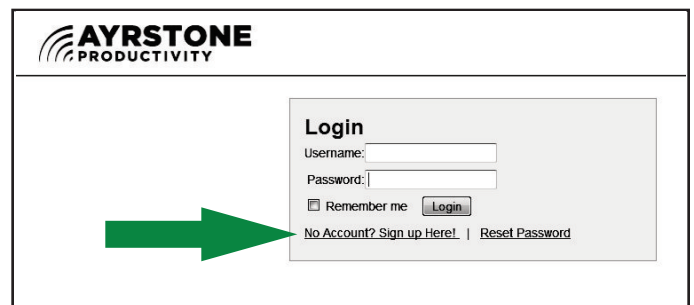 AYRSTONE
PRODUCTIVITY
Login
Username:
Password:
Remember me Login
No Account? Sign up Here! | Reset Password